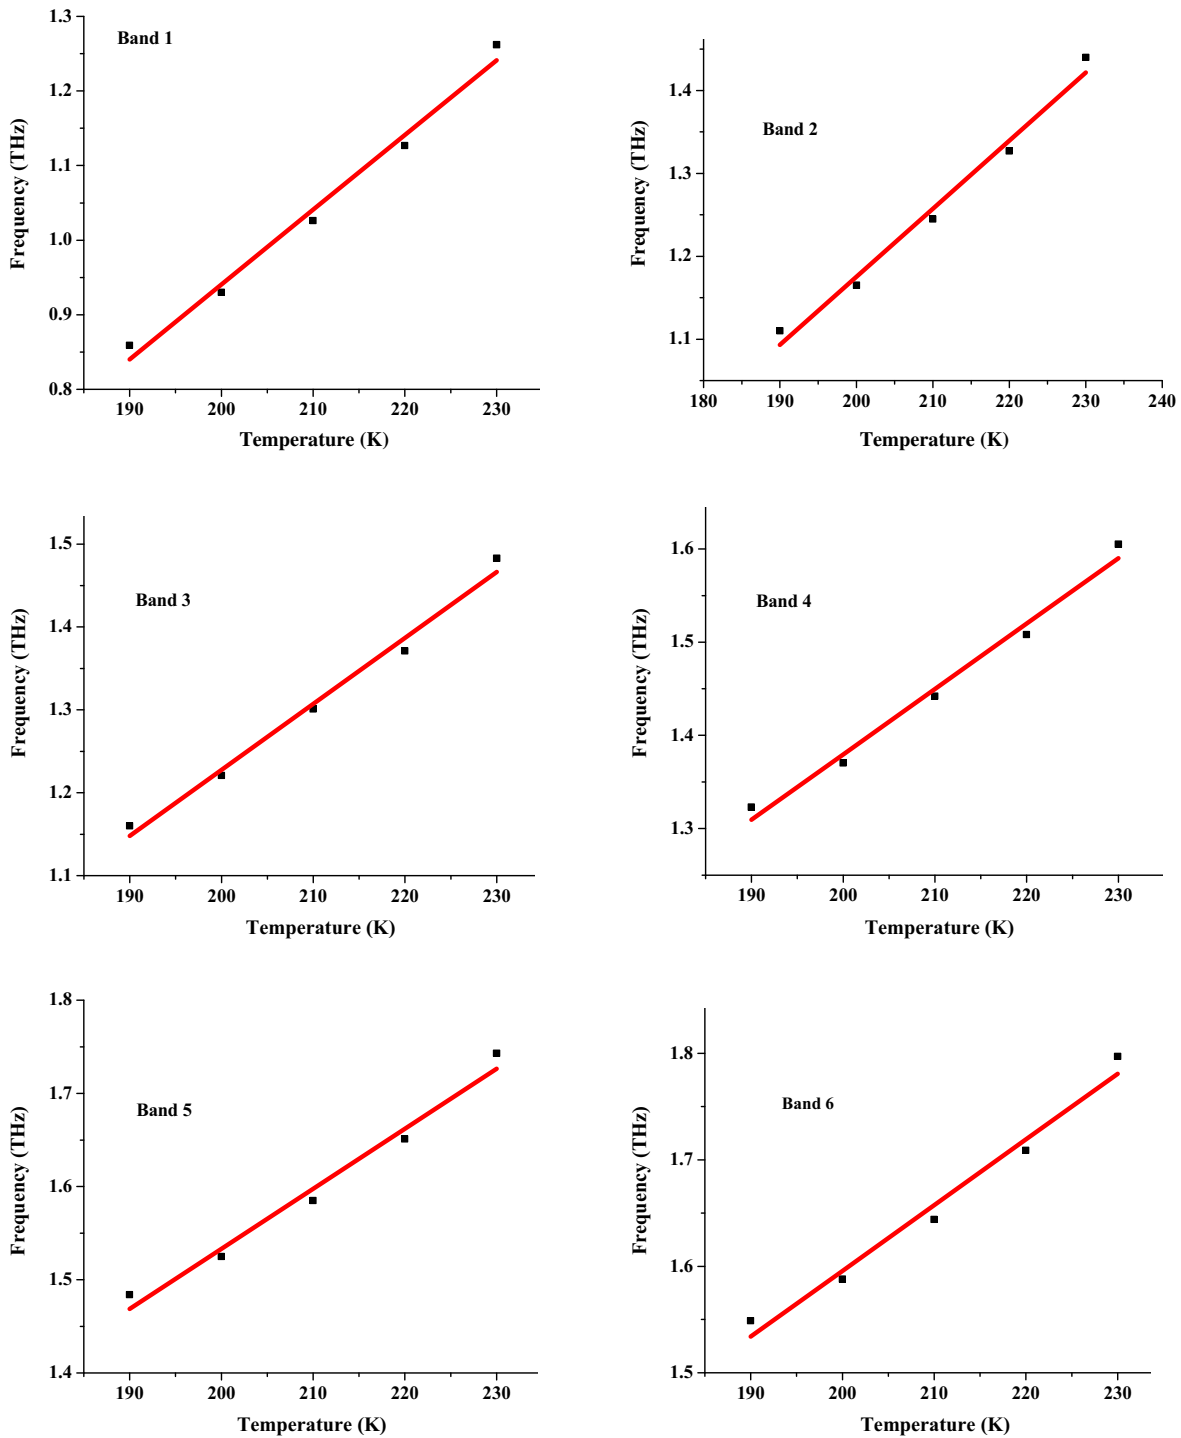 Band 1
Frequency (THz)
1.3
1.2
1.1
1.0
0.9
0.8
190 200 210 220 230
Temperature (K)
Band 2
Frequency (THz)
1.4
1.3
1.2
1.1
180 190 200 210 220 230 240
Temperature (K)
Band 3
Frequency (THz)
1.5
1.4
1.3
1.2
1.1
190 200 210 220 230
Temperature (K)
Band 4
Frequency (THz)
1.6
1.5
1.4
1.3
190 200 210 220 230
Temperature (K)
Band 5
Frequency (THz)
1.8
1.7
1.6
1.5
1.4
190 200 210 220 230
Temperature (K)
Band 6
Frequency (THz)
1.8
1.7
1.6
1.5
190 200 210 220 230
Temperature (K)